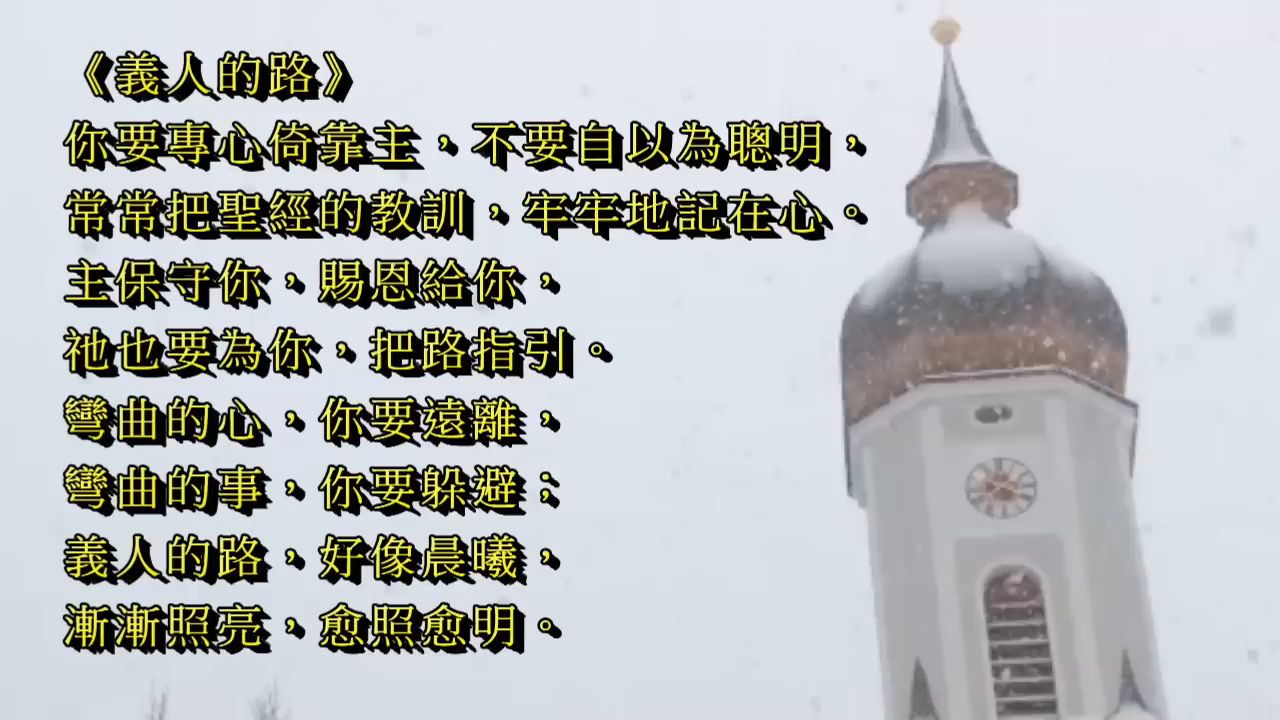 《義人的路》
你要專心倚靠主，不要自以為聰明，
常常把聖經的教訓，牢牢地記在心。
主保守你，賜恩給你，
祂也要為你，把路指引。
彎曲的心，你要遠離，
彎曲的事，你要躲避；
義人的路，好像晨曦，
漸漸照亮，愈照愈明。